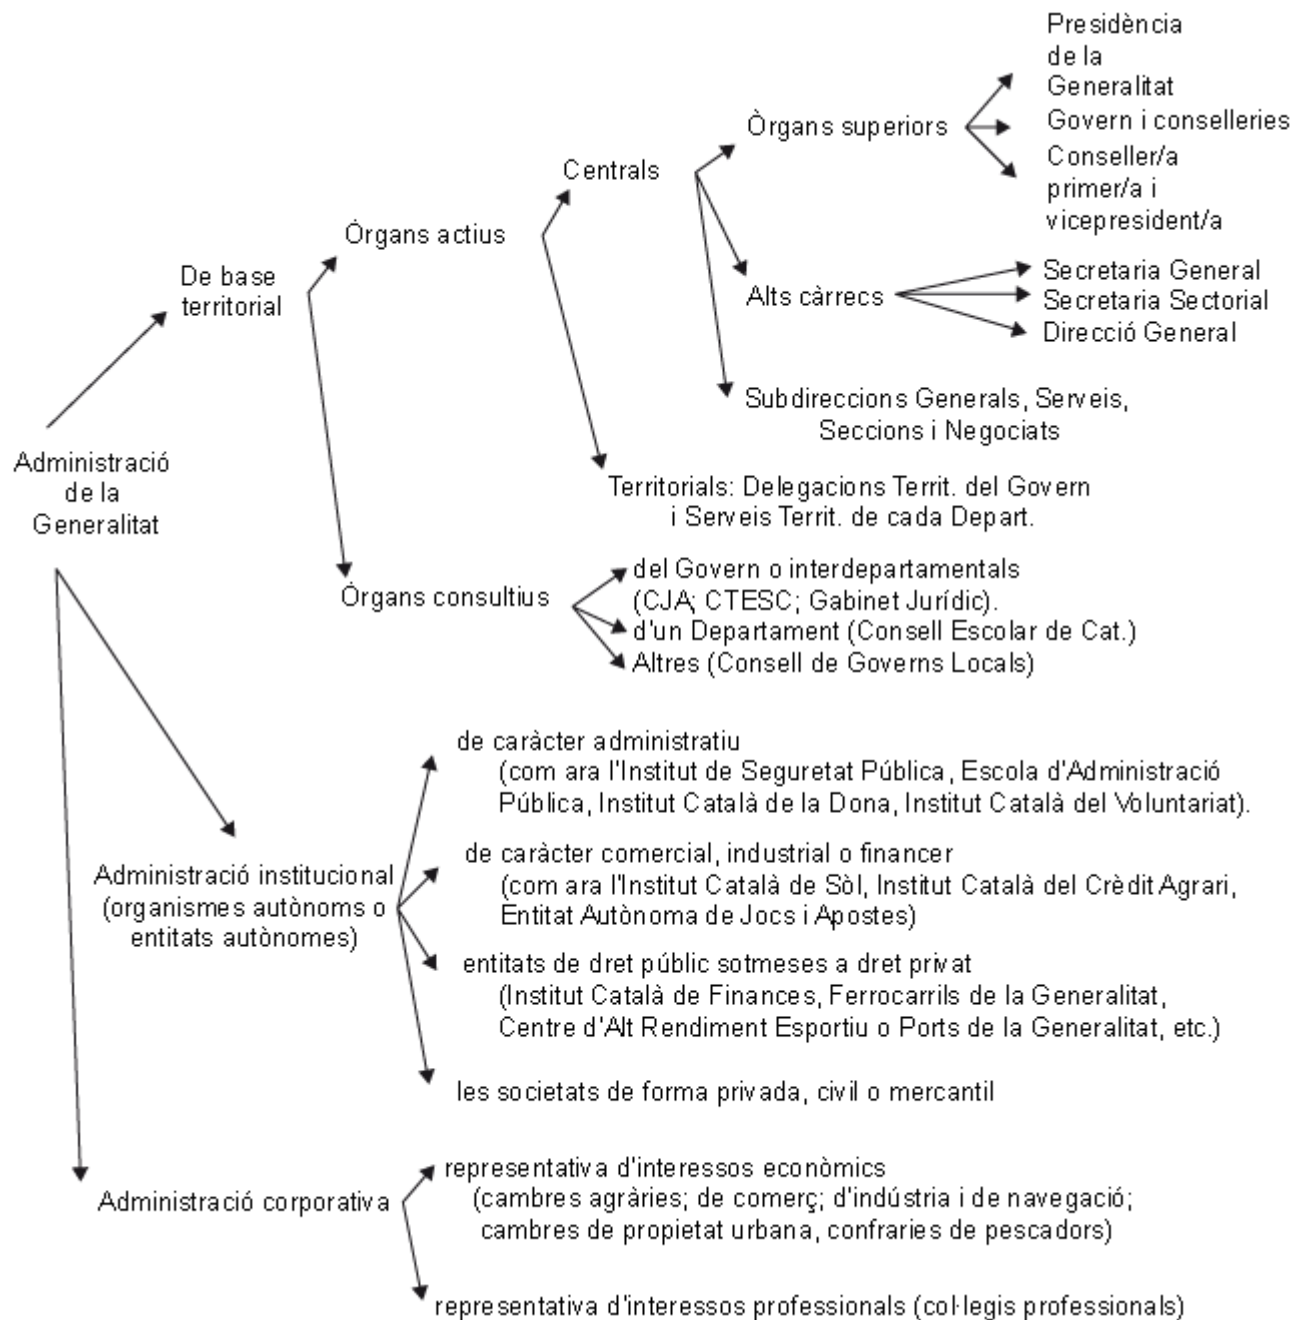 Presidència
de la
Generalitat
Òrgans superiors
Govern i conselleries
Conseller/a
primer/a i
vicepresident/a
Centrals
Òrgans actius
Secretaria General
Alts càrrecs
Secretaria Sectorial
Direcció General
De base
territorial
Subdireccions Generals, Serveis,
Seccions i Negociats
Administració
de la
Generalitat
Territorials: Delegacions Territ. del Govern
i Serveis Territ. de cada Depart.
Òrgans consultius
del Govern o interdepartamentals
(CJA; CTESC; Gabinet Jurídic).
d'un Departament (Consell Escolar de Cat.)
Altres (Consell de Governs Locals)
de caràcter administratiu
(com ara l'Institut de Seguretat Pública, Escola d'Administració
Pública, Institut Català de la Dona, Institut Català del Voluntariat).
Administració institucional
(organismes autònoms o
entitats autònomes)
de caràcter comercial, industrial o financer
(com ara l'Institut Català de Sòl, Institut Català del Crèdit Agrari,
Entitat Autònoma de Jocs i Apostes)
entitats de dret públic sotmeses a dret privat
(Institut Català de Finances, Ferrocarrils de la Generalitat,
Centre d'Alt Rendiment Esportiu o Ports de la Generalitat, etc.)
les societats de forma privada, civil o mercantil
Administració corporativa
representativa d'interessos econòmics
(cambres agràries; de comerç; d'indústria i de navegació;
cambres de propietat urbana, confraries de pescadors)
representativa d'interessos professionals (col·legis professionals)